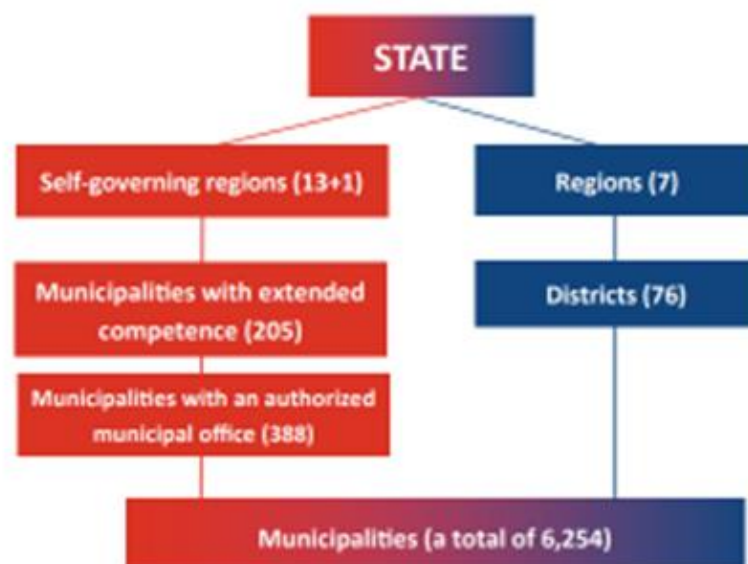 STATE
Self-governing regions (13+1)
Regions (7)
Municipalities with extended
competence (205)
Districts (76)
Municipalities with an authorized
municipal office (388)
Municipalities (a total of 6,254)